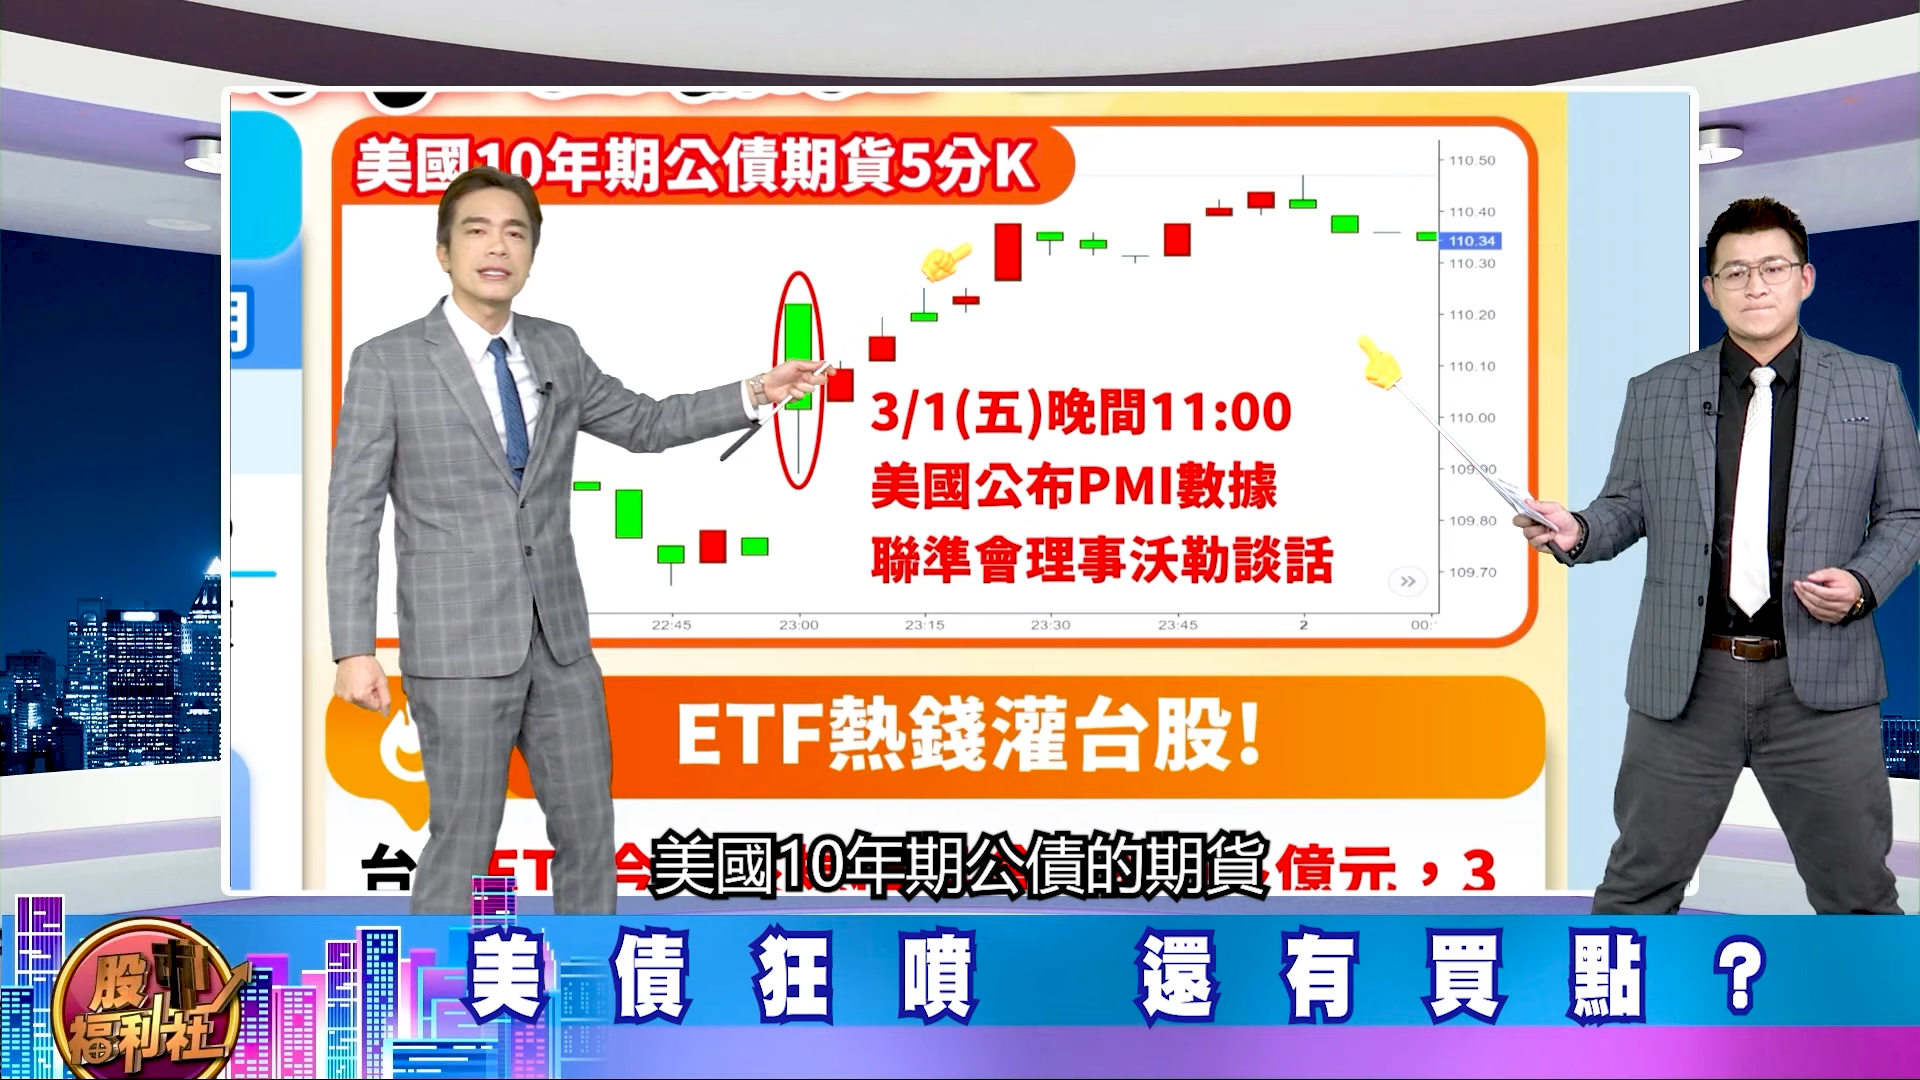 美國10年期公債期貨5分K
110.50
110.40
110.34
110.30
110.20
110.10
110.00
109.90
109.80
109.70
3/1(五)晚間11:00
美國公布PMI數據
聯準會理事沃勒談話
22:45
23:00
23:15
23:30
23:45
2
00:
ETF熱錢灌台股!
億元，3
美國10年期公債的期貨
美債狂噴 還有買點？
股市
福利社